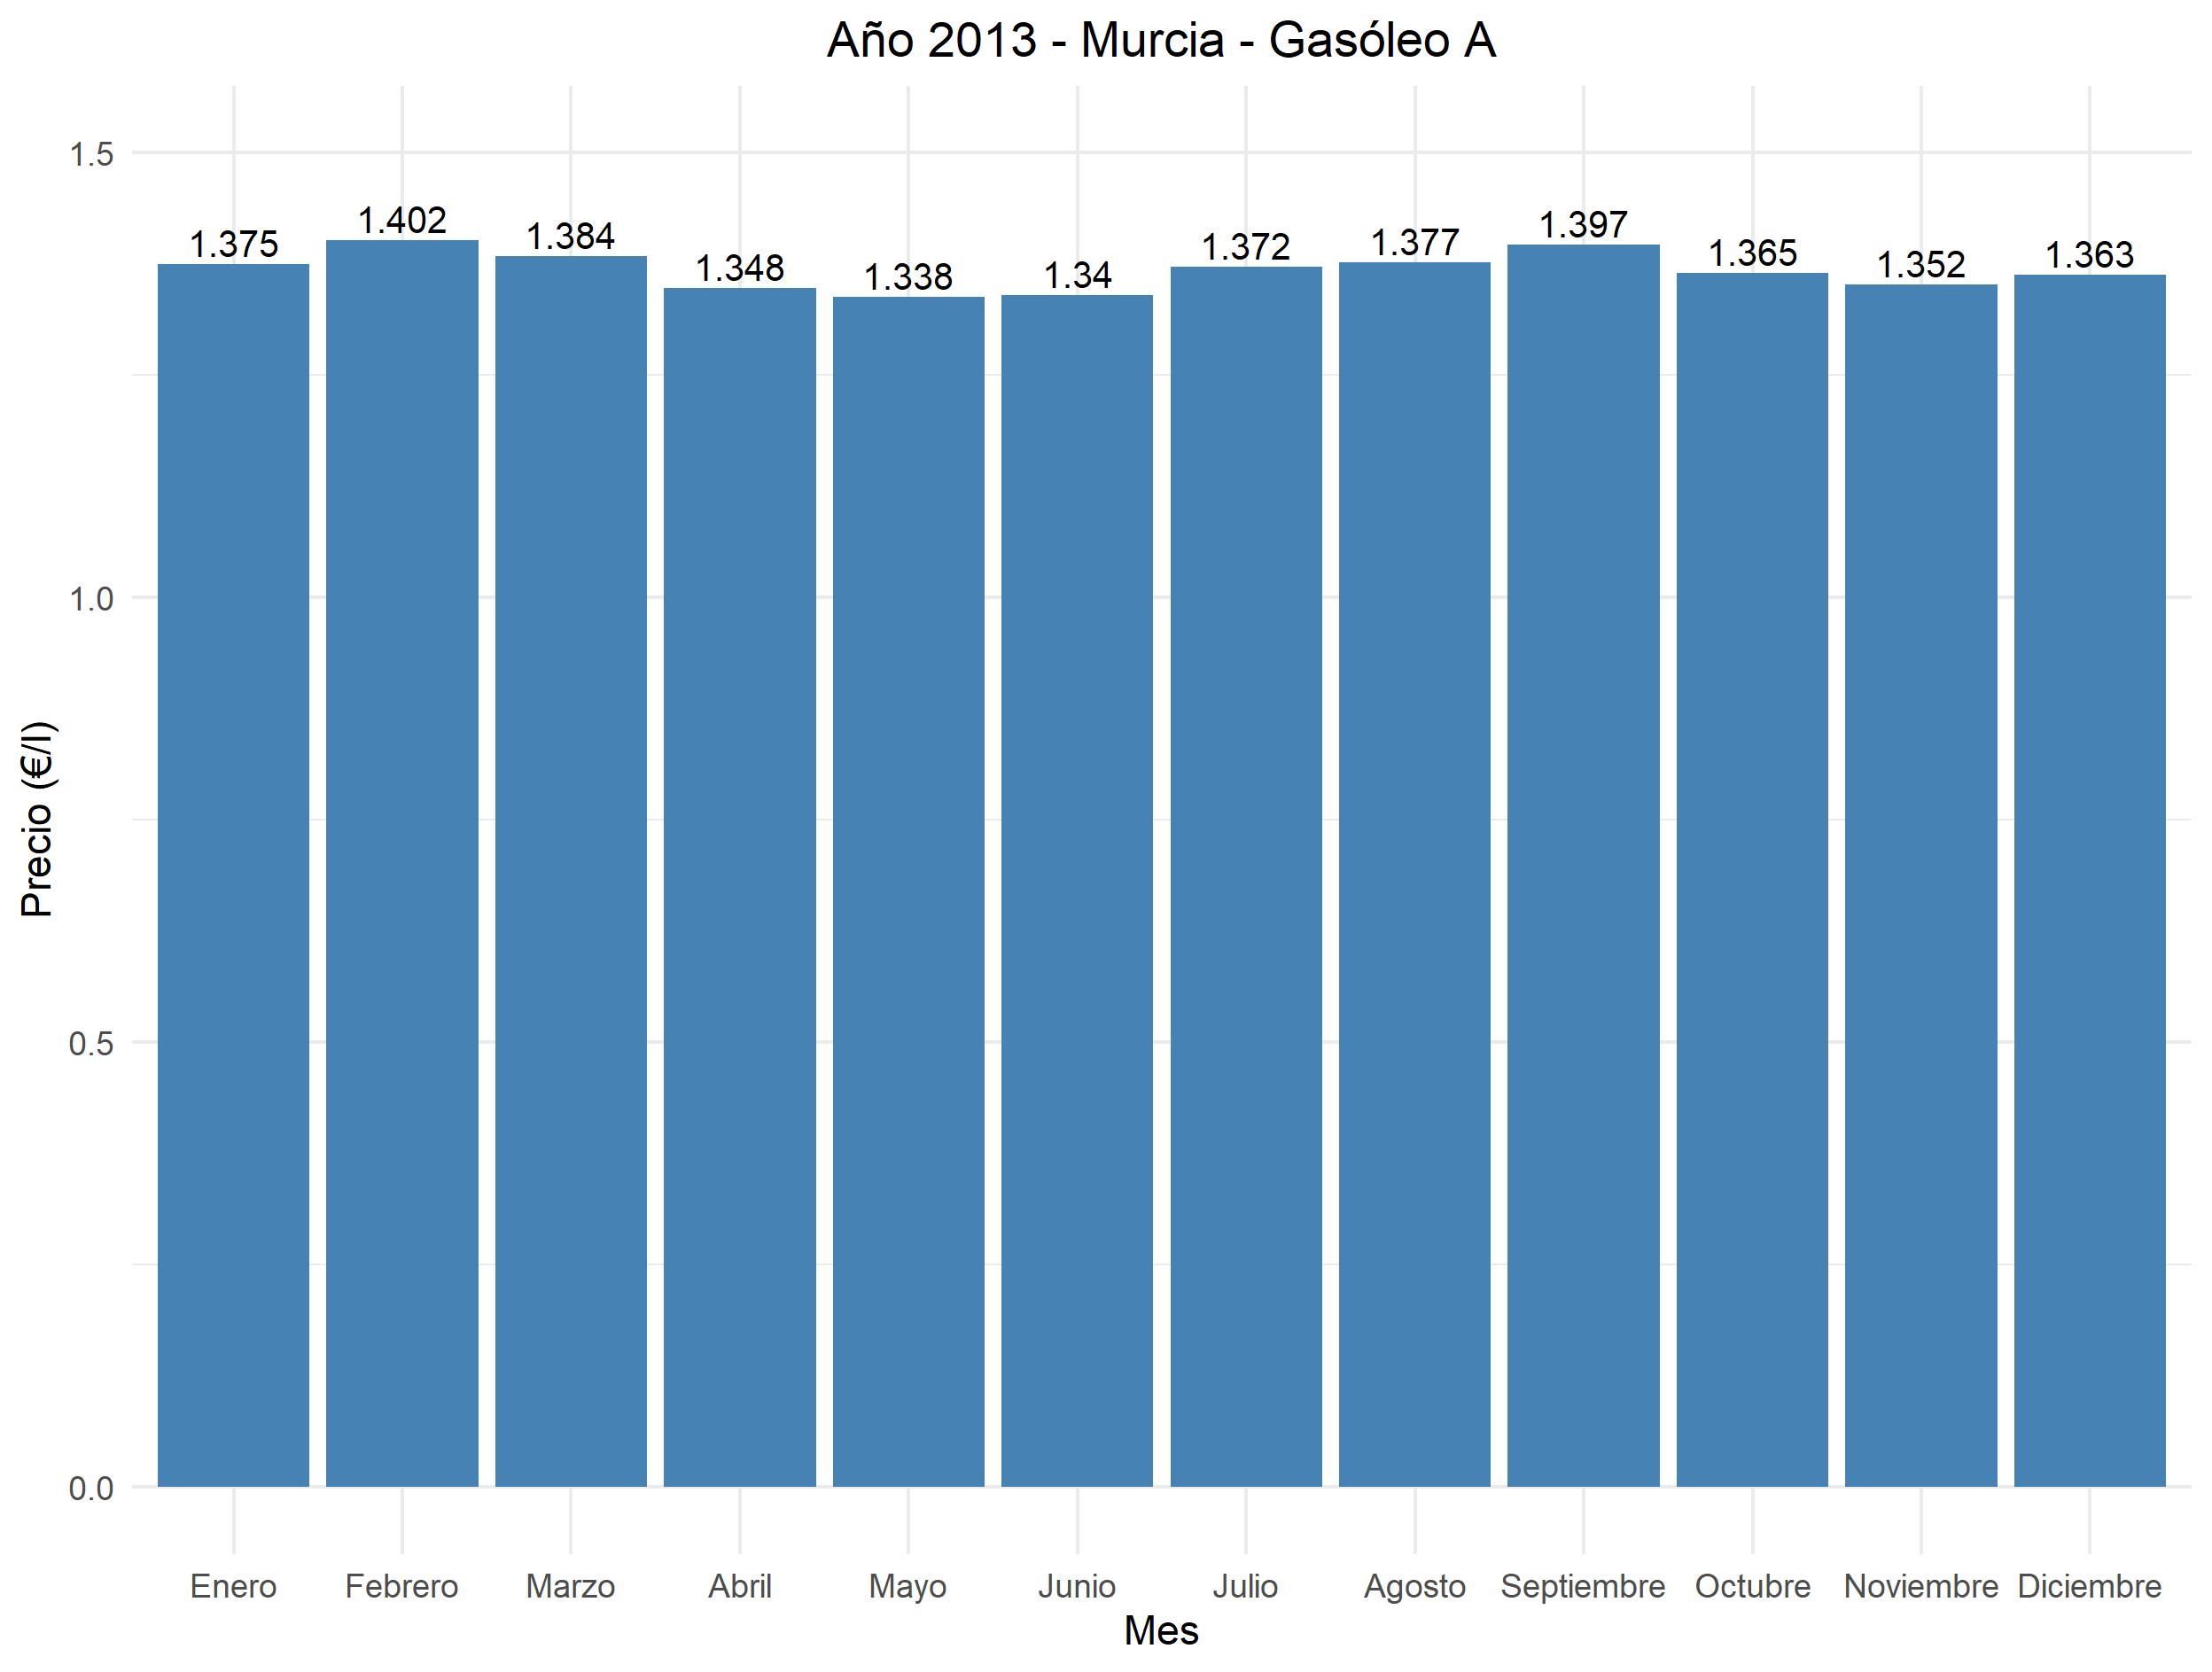 Año 2013 - Murcia - Gasóleo A
1.5
1.0
0.5
0.0
Precio (€/l)
1.375
1.402
1.384
1.348
1.338
1.34
1.372
1.377
1.397
1.365
1.352
1.363
Enero
Febrero
Marzo
Abril
Mayo
Junio
Julio
Agosto
Septiembre
Octubre
Noviembre
Diciembre
Mes